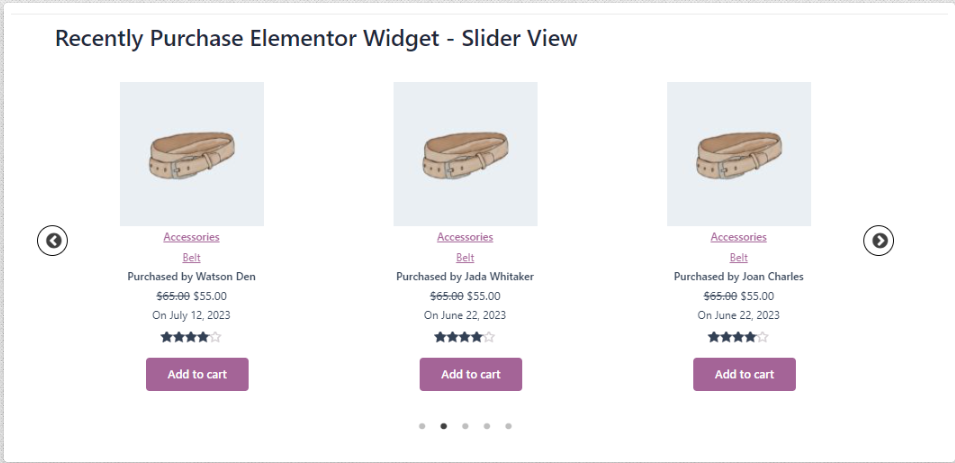 Recently Purchase Elementor Widget - Slider View
Accessories
Belt
Purchased by Watson Den
$65.00 $55.00
On July 12, 2023
Add to cart
Accessories
Belt
Purchased by Jada Whitaker
$65.00 $55.00
On June 22, 2023
Add to cart
Accessories
Belt
Purchased by Joan Charles
$65.00 $55.00
On June 22, 2023
Add to cart